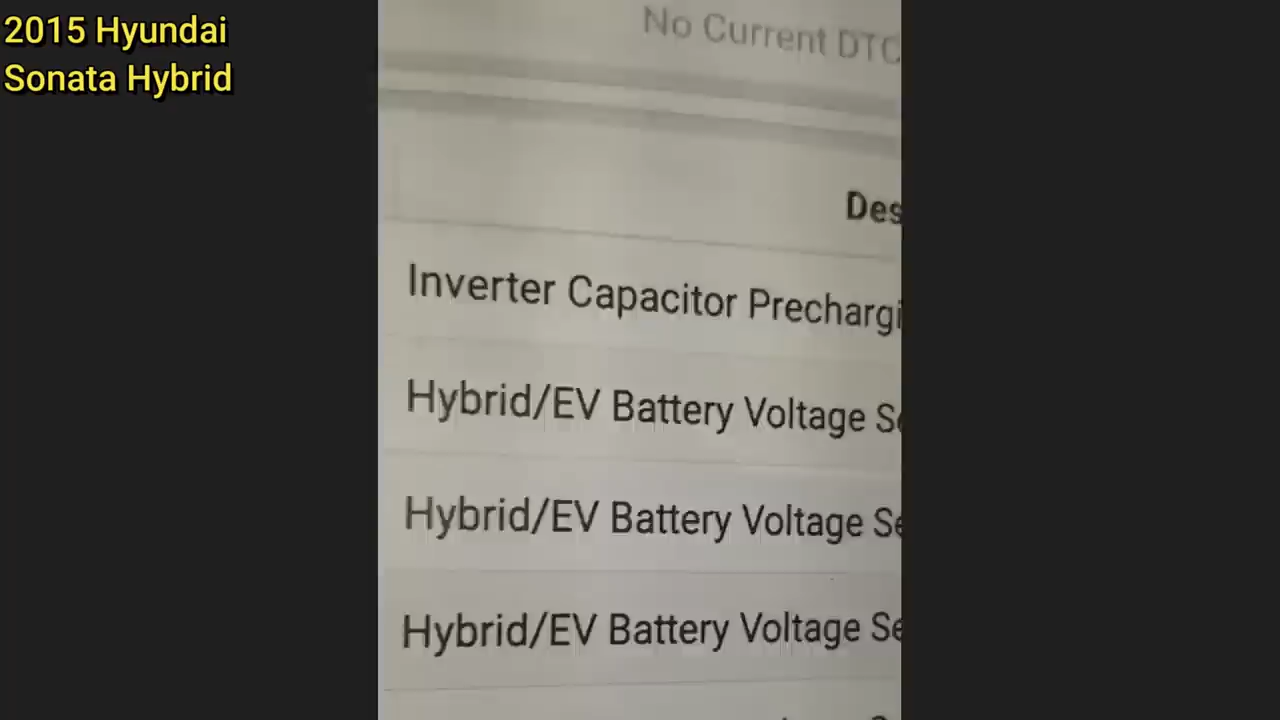 2015 Hyundai
Sonata Hybrid
No Current DTC
Des
Inverter Capacitor Prechargi
Hybrid/EV Battery Voltage Se
Hybrid/EV Battery Voltage Se
Hybrid/EV Battery Voltage Se